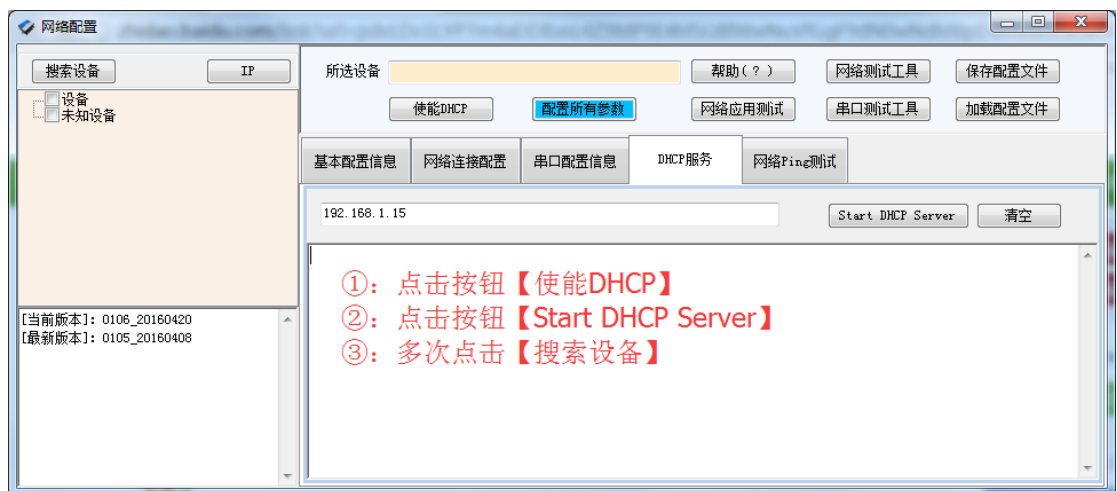 网络配置
搜索设备 IP
设备
未知设备
[当前版本]: 0106_20160420
[最新版本]: 0105_20160408
所选设备 帮助(?) 网络测试工具 保存配置文件
使能DHCP 配置所有参数 网络应用测试 串口测试工具 加载配置文件
基本配置信息 网络连接配置 串口配置信息 DHCP服务 网络Ping测试
192.168.1.15 Start DHCP Server 清空
①：点击按钮【使能DHCP】
②：点击按钮【Start DHCP Server】
③：多次点击【搜索设备】